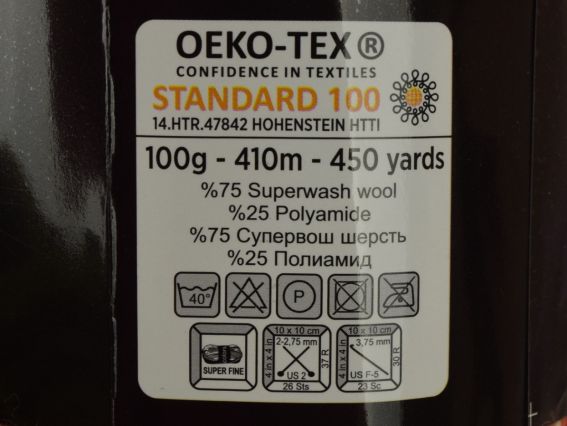 OEKO-TEX®
CONFIDENCE IN TEXTILES
STANDARD 100
14.HTR.47842 HOHENSTEIN HTTI
100g - 410m - 450 yards
%75 Superwash wool
%25 Polyamide
%75 Супервош шерсть
%25 Полиамид
40°
P
SUPER FINE
10 x 10 cm
4 in x 4 in
2-2,75 mm
37 R
US 2
26 Sts
10 x 10 cm
4 in x 4 in
3,75 mm
30 R
US F-5
23 Sc